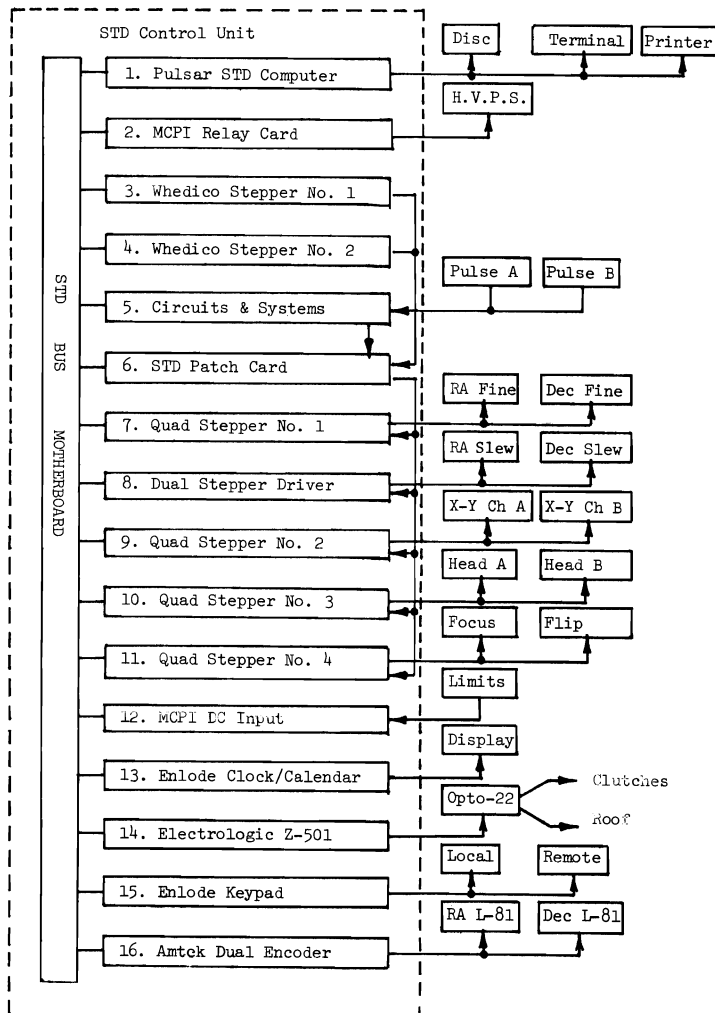 STD Control Unit
Disc
Terminal
Printer
1. Pulsar STD Computer
H.V.P.S.
2. MCPI Relay Card
3. Whedico Stepper No. 1
4. Whedico Stepper No. 2
Pulse A
Pulse B
STD
5. Circuits & Systems
BUS
6. STD Patch Card
RA Fine
Dec Fine
7. Quad Stepper No. 1
MOTHERBOARD
RA Slew
Dec Slew
8. Dual Stepper Driver
X-Y Ch A
X-Y Ch B
9. Quad Stepper No. 2
Head A
Head B
10. Quad Stepper No. 3
Focus
Flip
11. Quad Stepper No. 4
Limits
12. MCPI DC Input
Display
13. Enlode Clock/Calendar
Clutches
Opto-22
Roof
14. Electrologic Z-501
Local
Remote
15. Enlode Keypad
RA L-81
Dec L-81
16. Amtek Dual Encoder